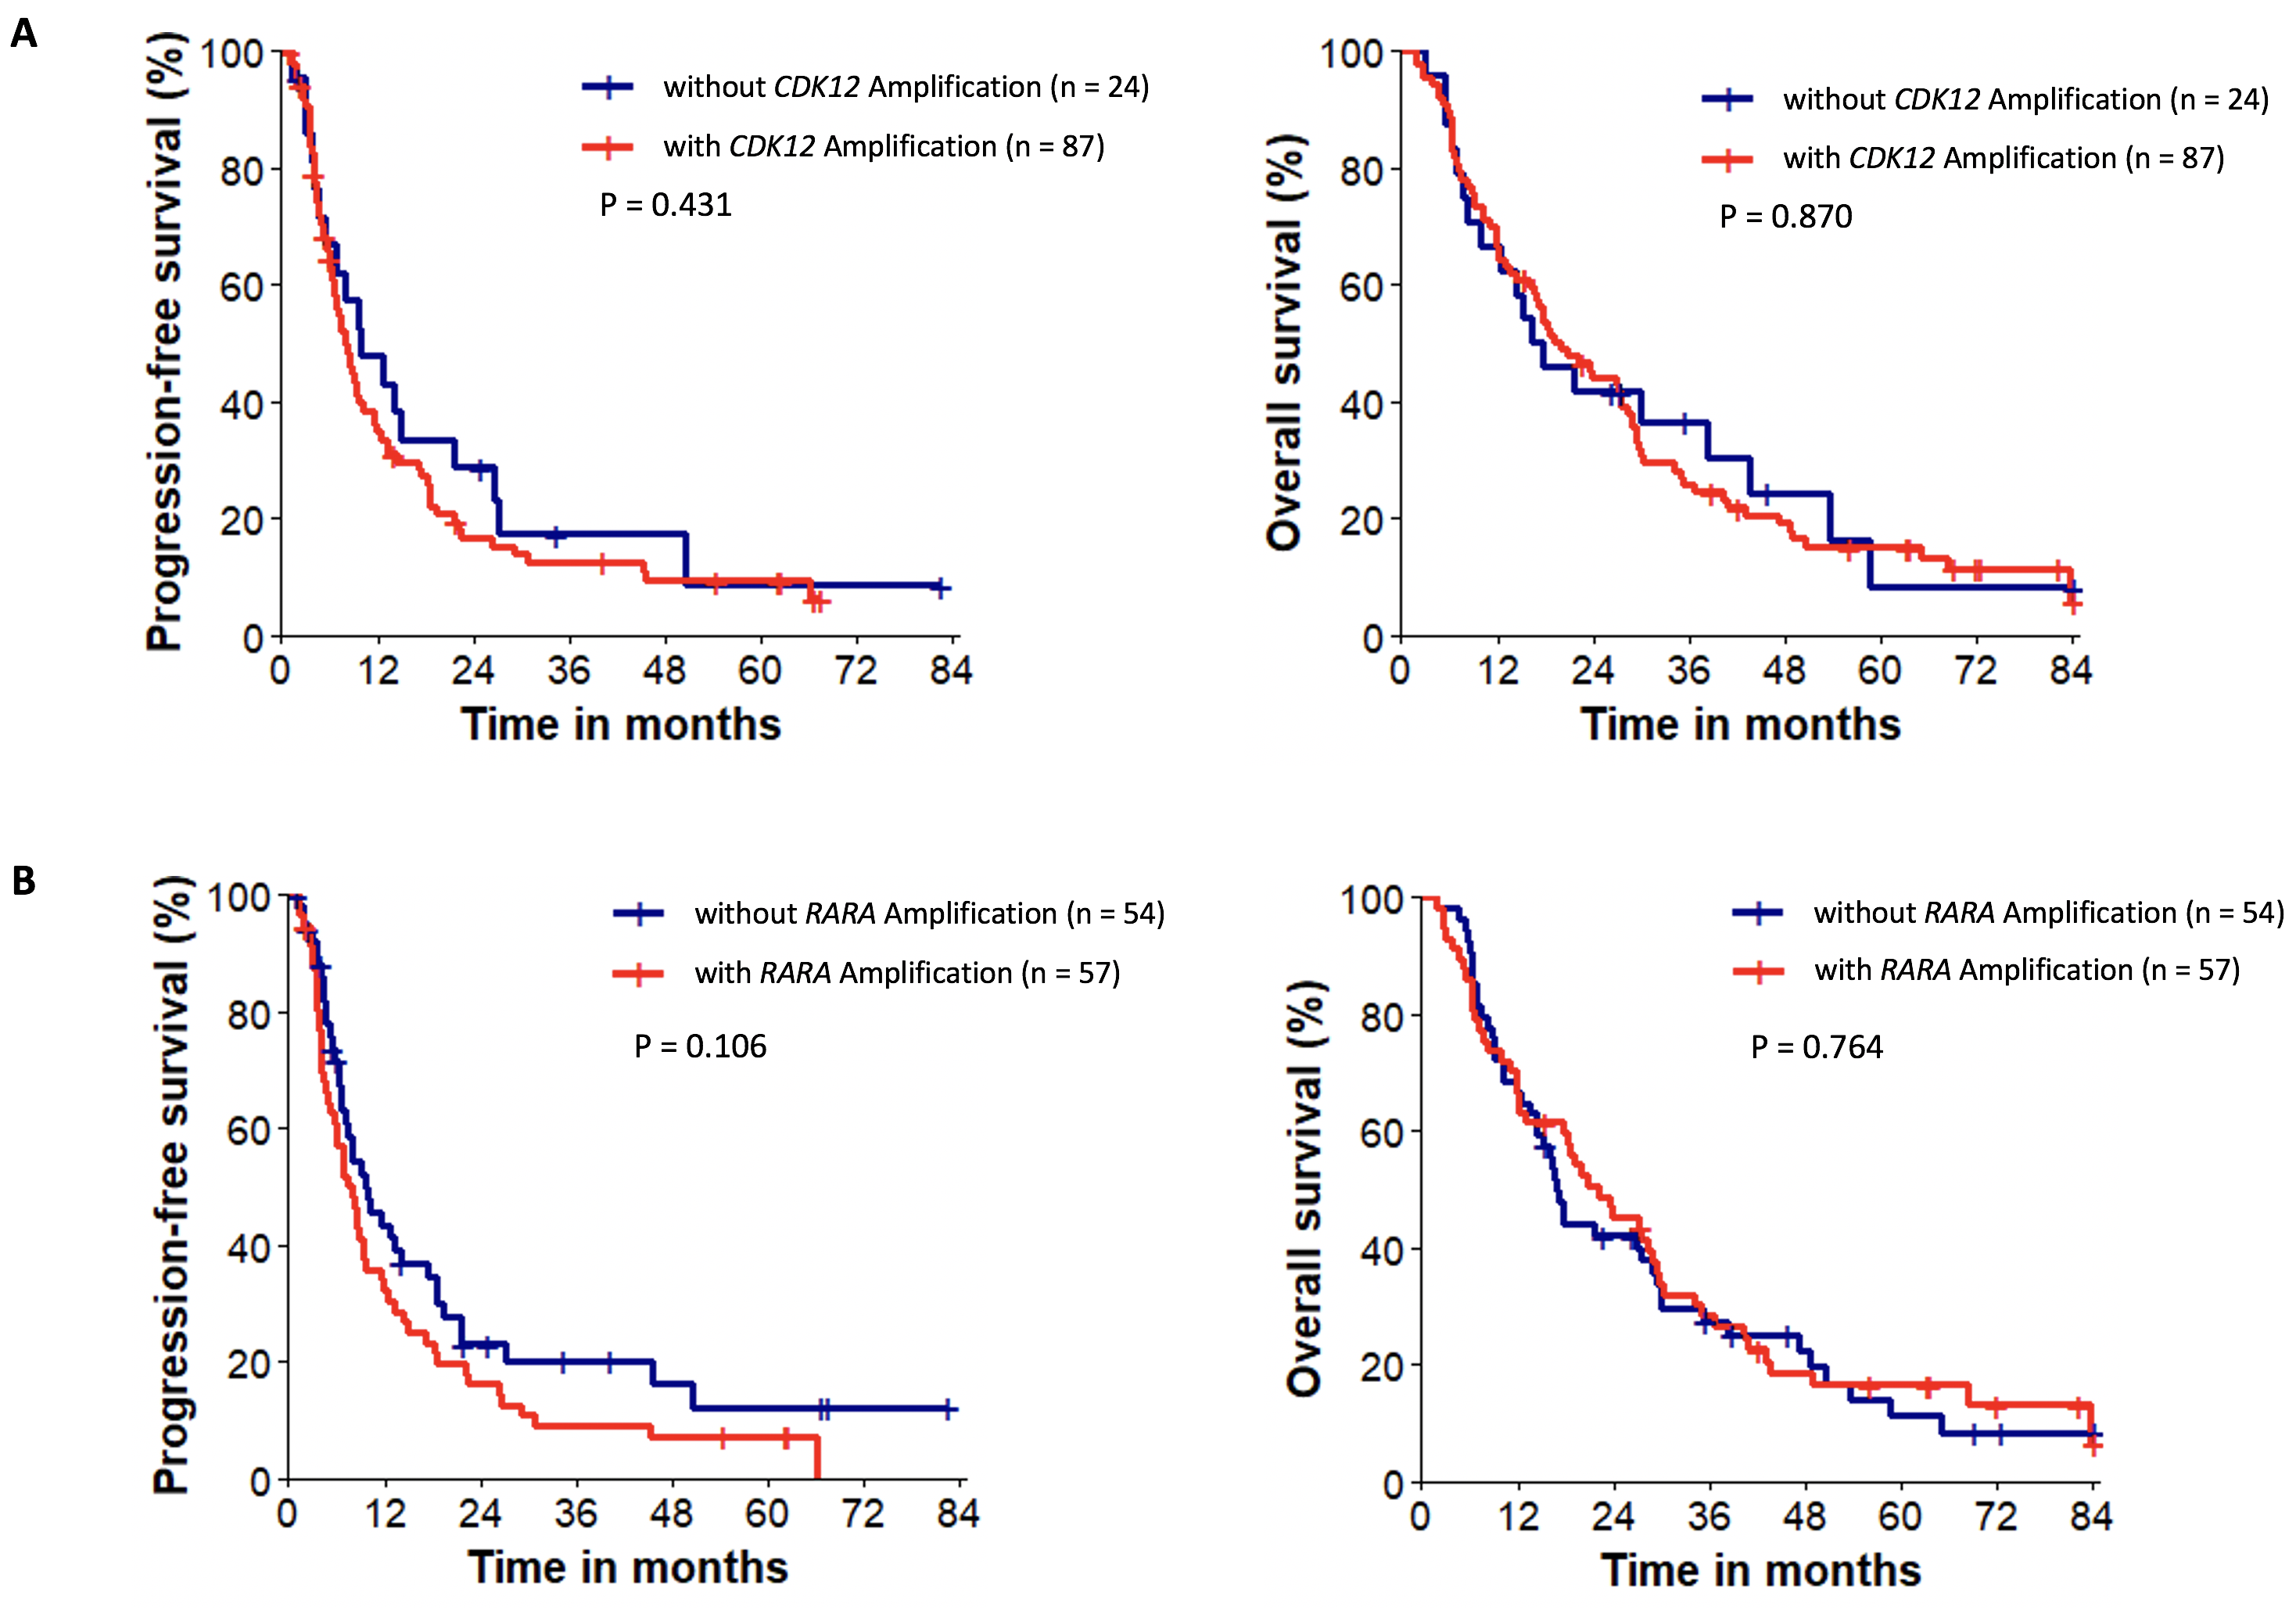 A
Progression-free survival (%)
100
80
60
40
20
0
0 12 24 36 48 60 72 84
Time in months
without CDK12 Amplification (n = 24)
with CDK12 Amplification (n = 87)
P = 0.431
Overall survival (%)
100
80
60
40
20
0
0 12 24 36 48 60 72 84
Time in months
without CDK12 Amplification (n = 24)
with CDK12 Amplification (n = 87)
P = 0.870
B
Progression-free survival (%)
100
80
60
40
20
0
0 12 24 36 48 60 72 84
Time in months
without RARA Amplification (n = 54)
with RARA Amplification (n = 57)
P = 0.106
Overall survival (%)
100
80
60
40
20
0
0 12 24 36 48 60 72 84
Time in months
without RARA Amplification (n = 54)
with RARA Amplification (n = 57)
P = 0.764